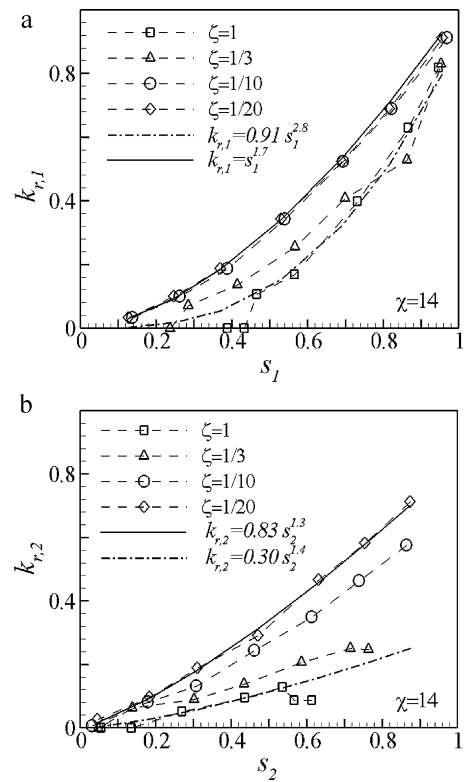 a
ζ=1
ζ=1/3
ζ=1/10
ζ=1/20
k_{r,1}=0.91 s_1^{2.8}
k_{r,1}=s_1^{1.7}
0.8
0.4
0
k_{r,1}
χ=14
0 0.2 0.4 0.6 0.8 1
s_1
b
ζ=1
ζ=1/3
ζ=1/10
ζ=1/20
k_{r,2}=0.83 s_2^{1.3}
k_{r,2}=0.30 s_2^{1.4}
0.8
0.4
0
k_{r,2}
χ=14
0 0.2 0.4 0.6 0.8 1
s_2